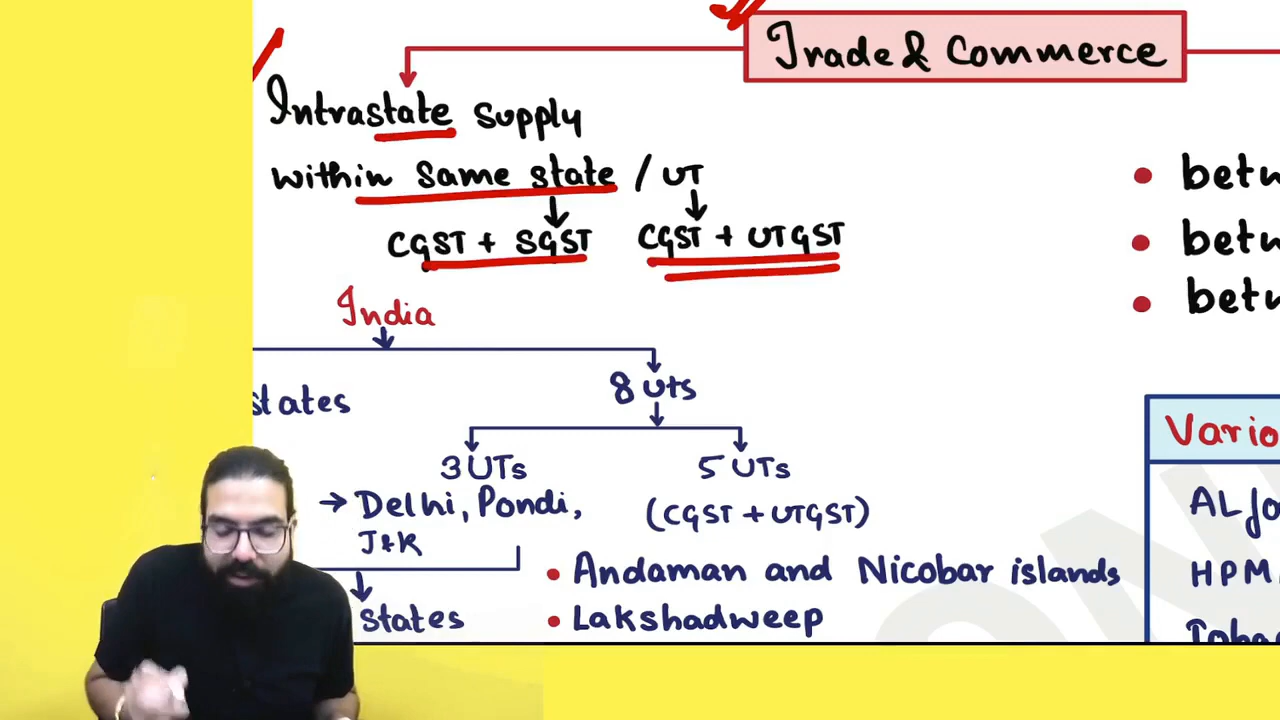 Trade & Commerce
Intrastate supply
within same state / UT
CGST + SGST
CGST + UTGST
India
states
8 Uts
3 UTs
→ Delhi, Pondi,
J&K
states
5 UTs
(CGST + UTGST)
• Andaman and Nicobar islands
• Lakshadweep
•
•
•
HPM